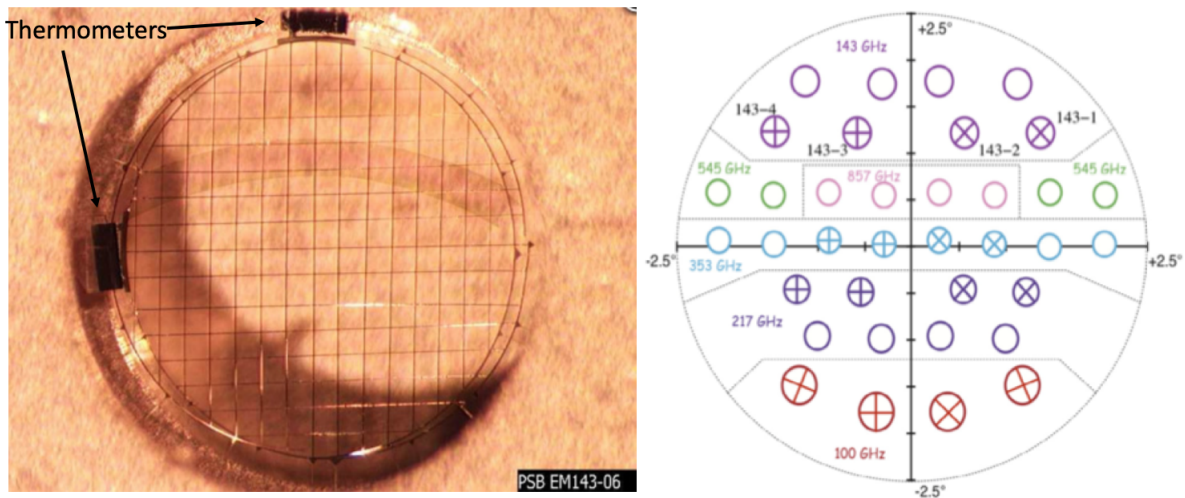 Thermometers
PSB EM143-06
+2.5°
143 GHz
143-4
143-1
143-3
143-2
545 GHz
857 GHz
545 GHz
-2.5°
+2.5°
353 GHz
217 GHz
100 GHz
-2.5°